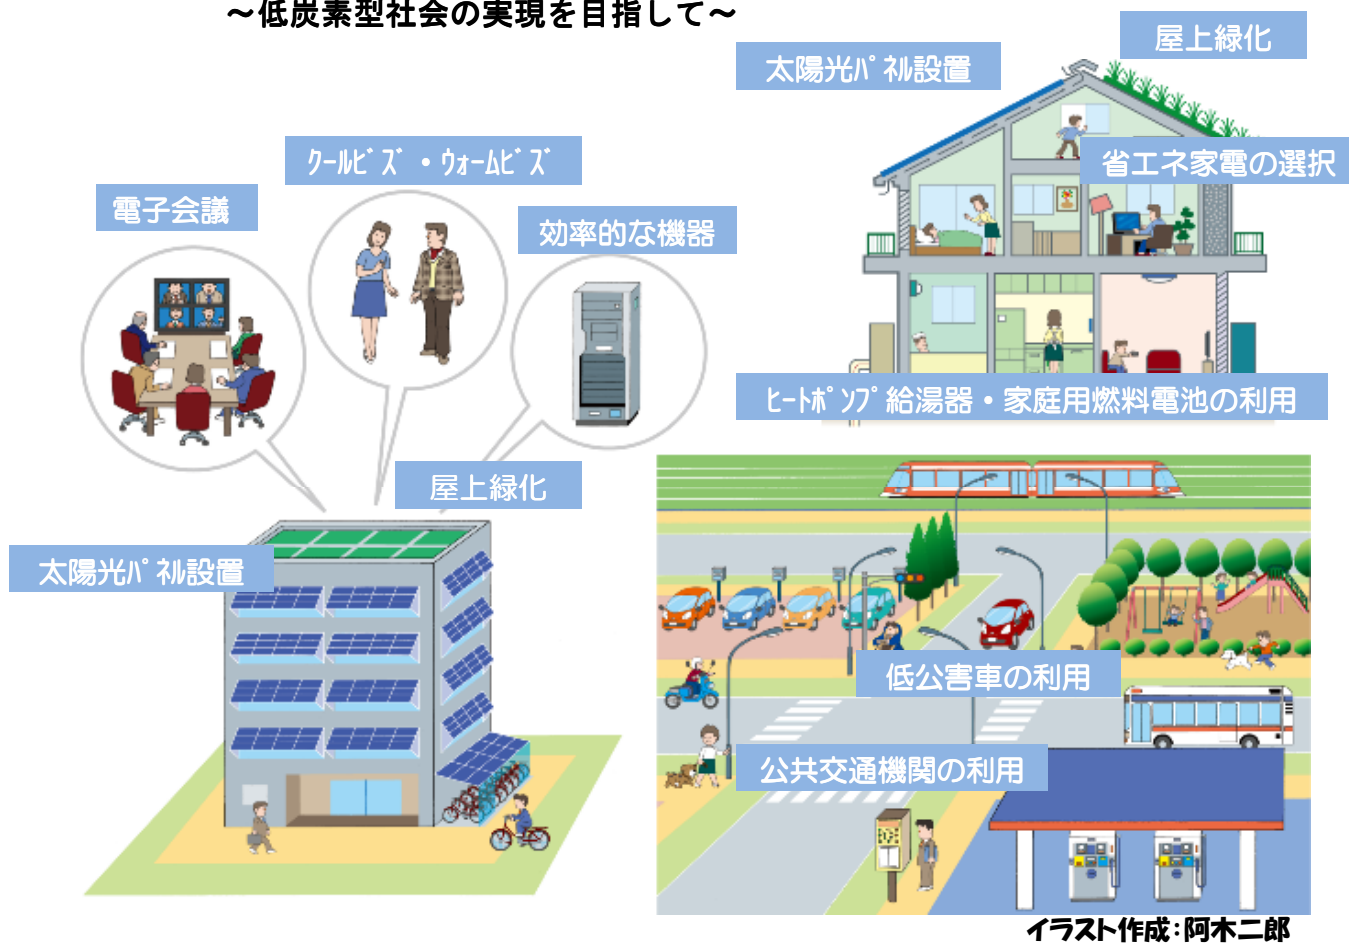 ~低炭素型社会の実現を目指して~
屋上緑化
太陽光ﾊﾟﾈﾙ設置
省エネ家電の選択
ｸｰﾙﾋﾞｽﾞ・ｳｫｰﾑﾋﾞｽﾞ
電子会議
効率的な機器
ﾋｰﾄﾎﾟﾝﾌﾟ給湯器・家庭用燃料電池の利用
屋上緑化
太陽光ﾊﾟﾈﾙ設置
低公害車の利用
公共交通機関の利用
イラスト作成：阿木二郎